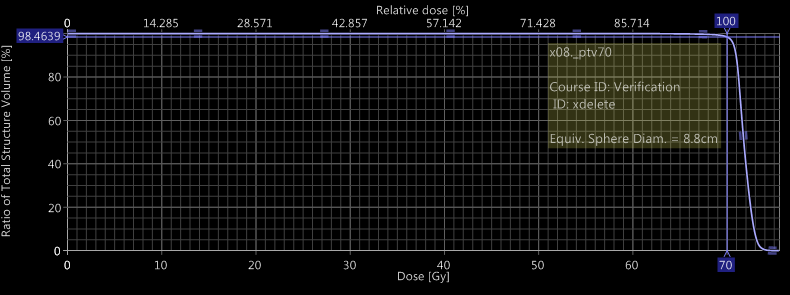 Relative dose [%]
0 14.285 28.571 42.857 57.142 71.428 85.714 100
98.4639
x08._ptv70
80
Course ID: Verification
ID: xdelete
60
Equiv. Sphere Diam. = 8.8cm
40
20
0
Ratio of Total Structure Volume [%]
0 10 20 30 40 50 60 70
Dose [Gy]